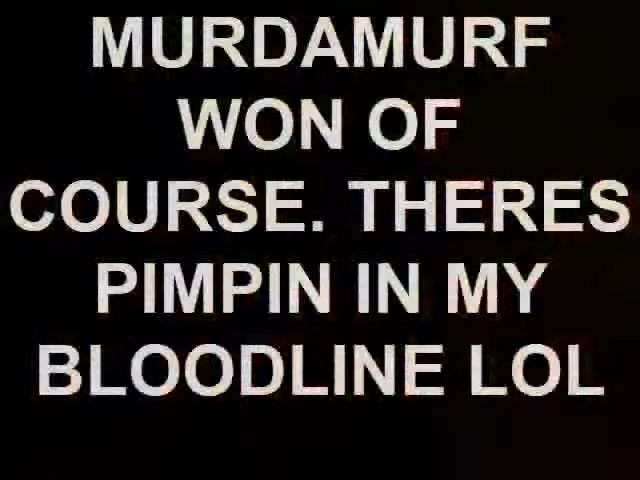 MURDAMURF
WON OF
COURSE. THERES
PIMPIN IN MY
BLOODLINE LOL